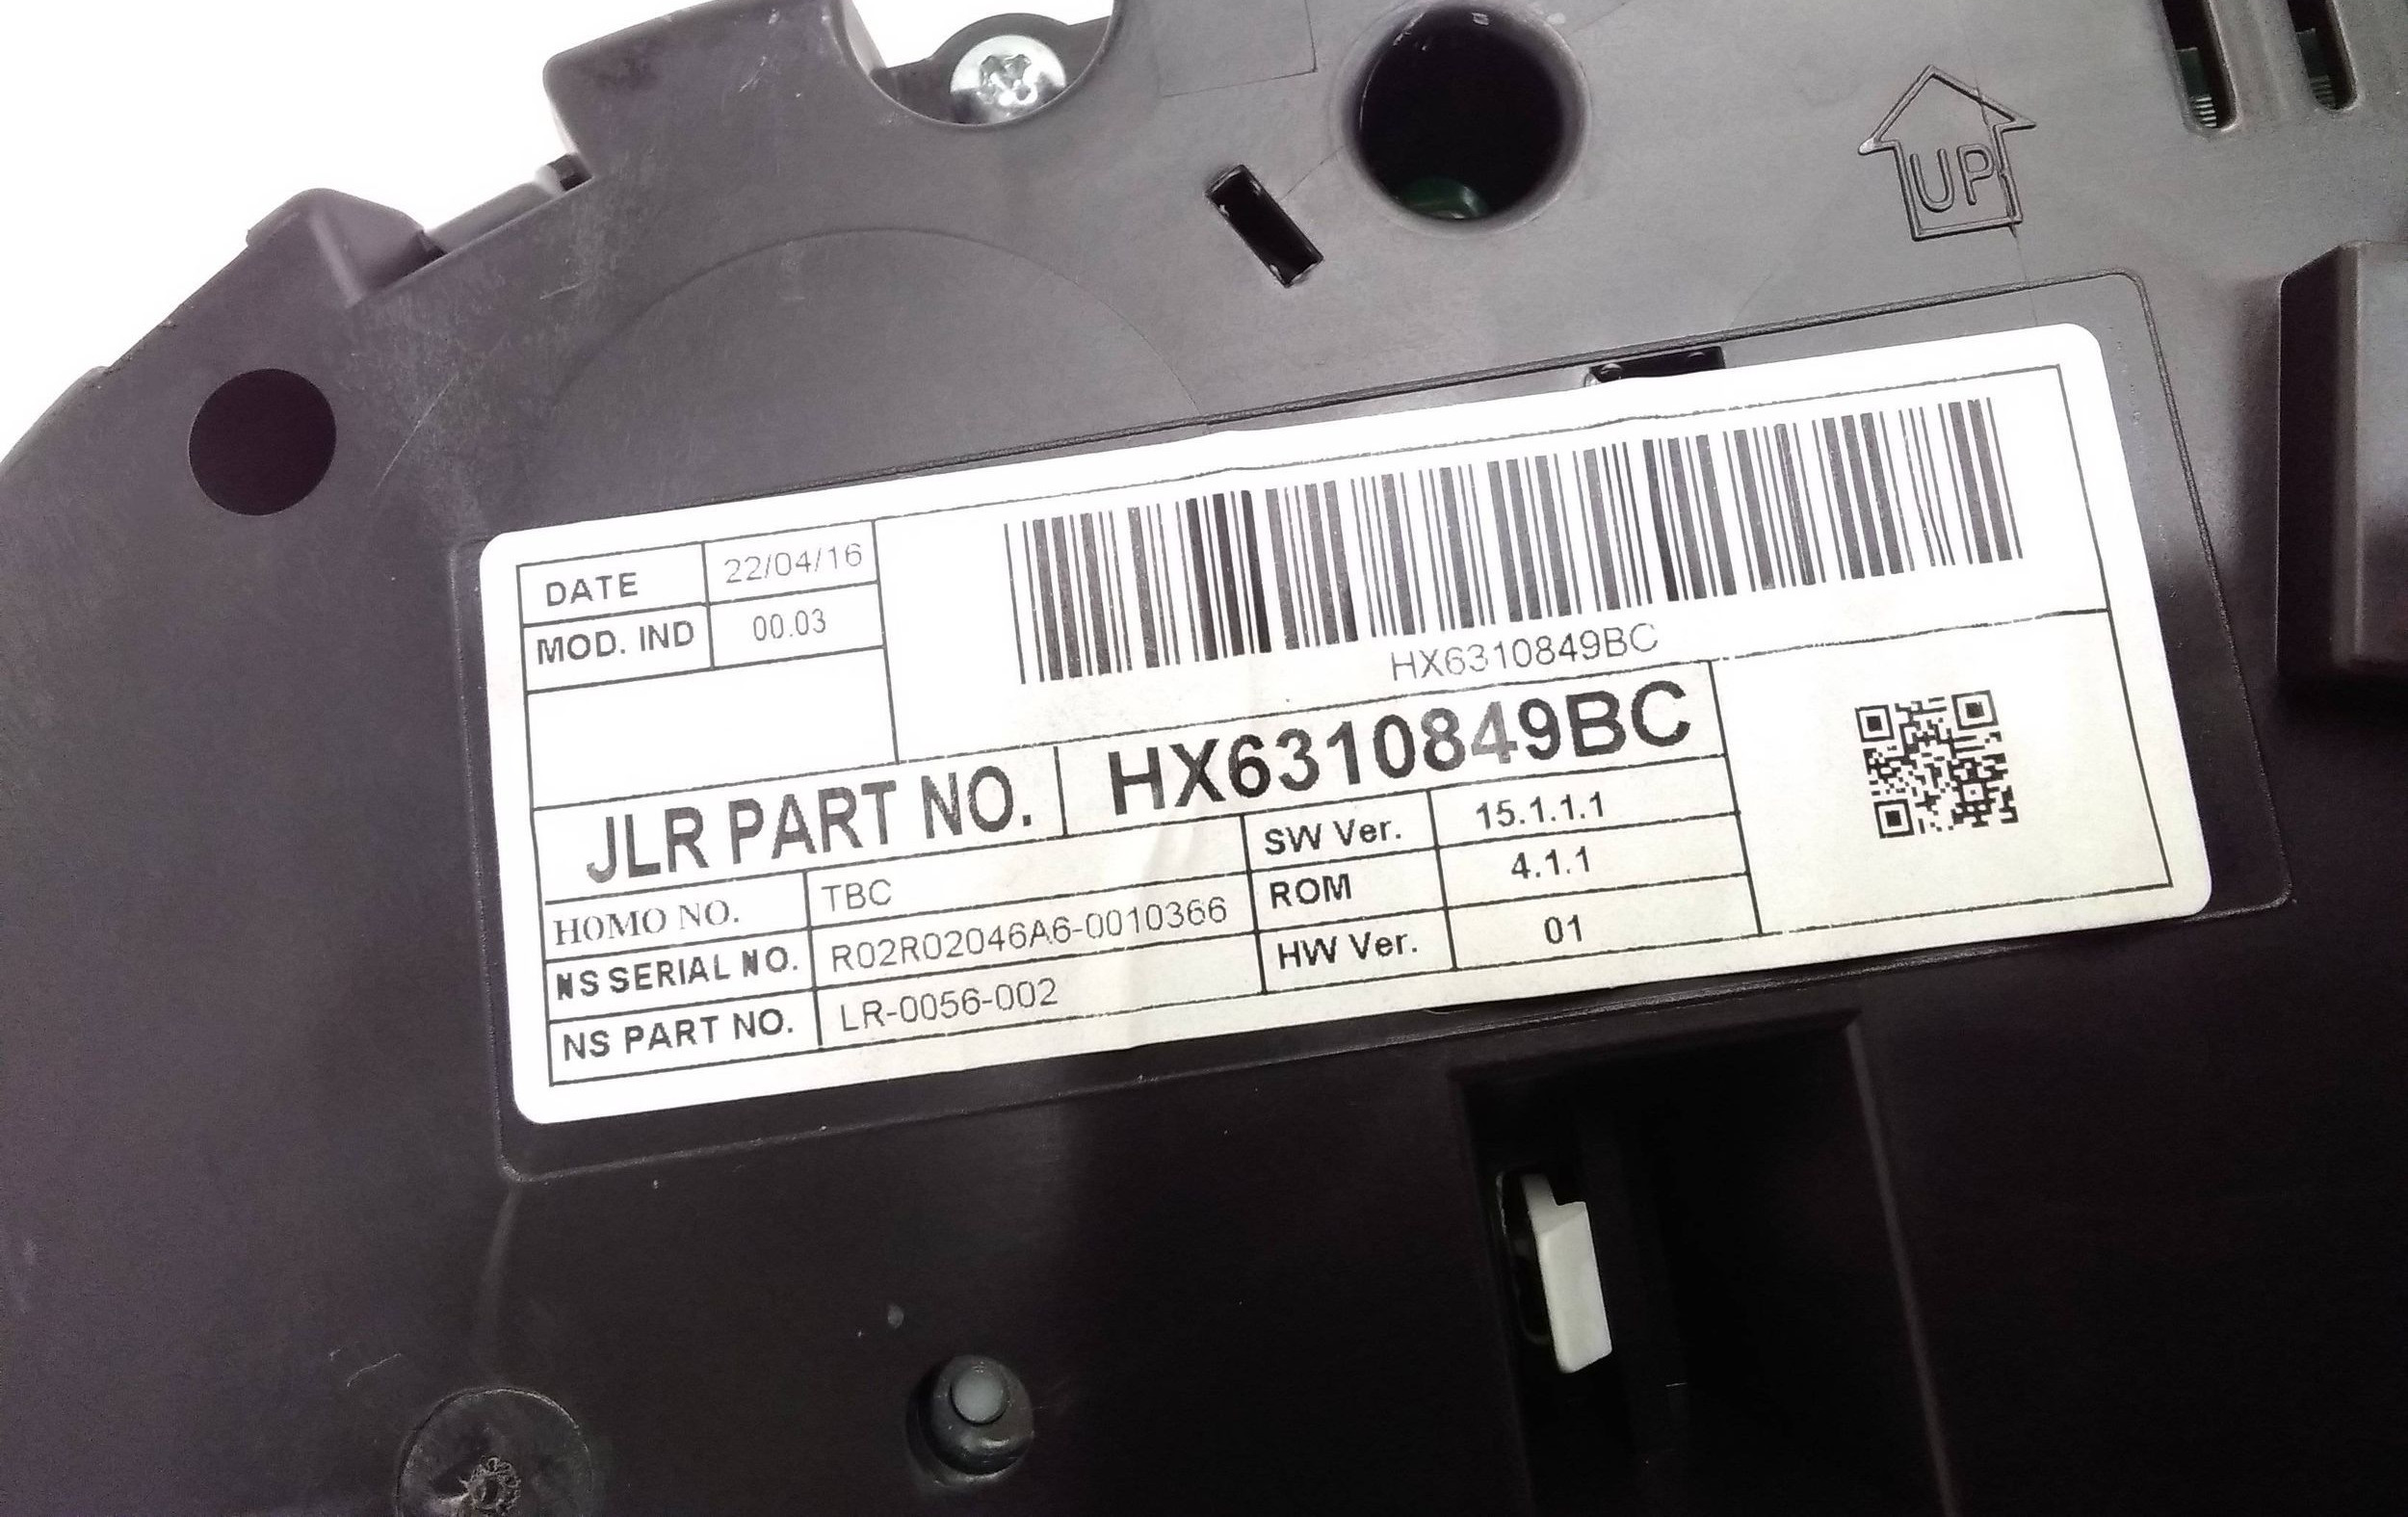 UP
DATE 22/04/16
MOD. IND 00.03
HX6310849BC
JLR PART NO. HX6310849BC
HOMO NO. TBC
NS SERIAL NO. R02R02046A6-0010366
NS PART NO. LR-0056-002
SW Ver. 15.1.1.1
ROM 4.1.1
HW Ver. 01